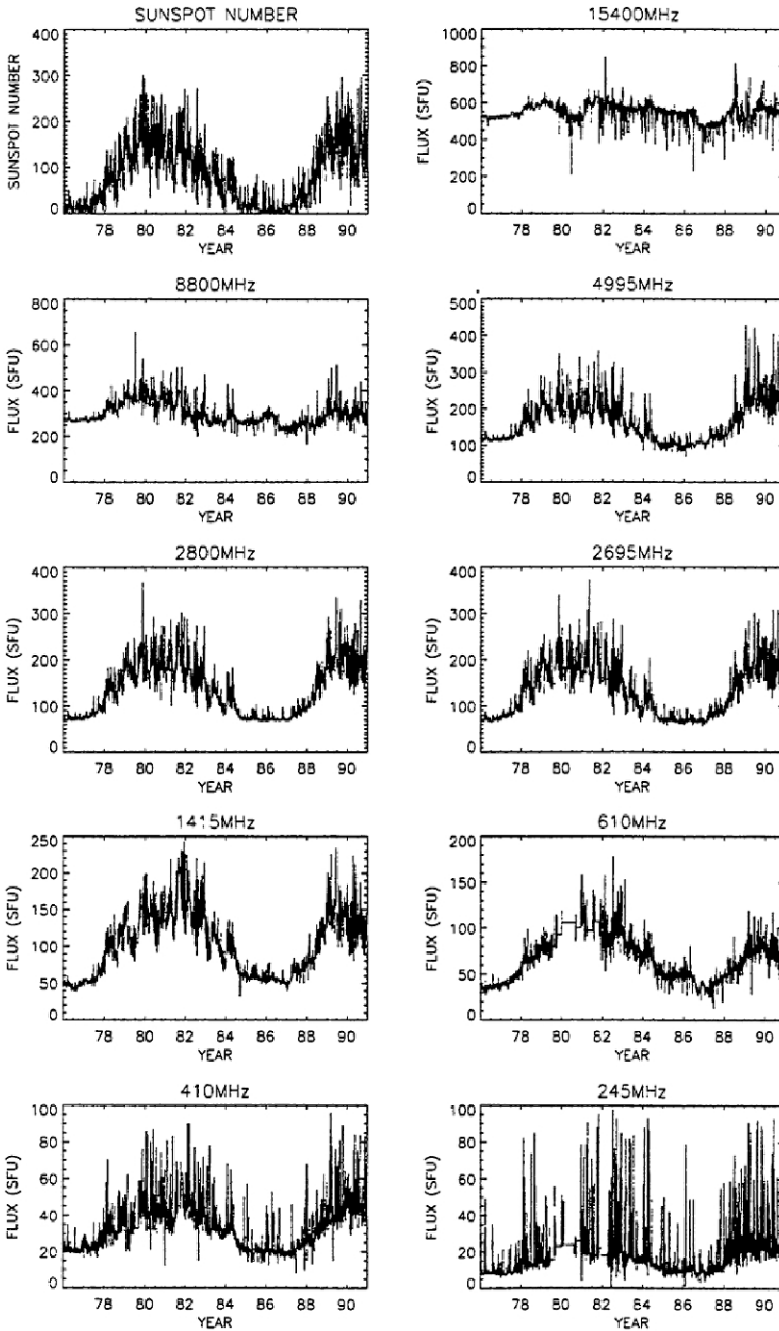 SUNSPOT NUMBER
400
300
200
100
0
SUNSPOT NUMBER
78 80 82 84 86 88 90
YEAR
15400MHz
1000
800
600
400
200
0
FLUX (SFU)
78 80 82 84 86 88 90
YEAR
8800MHz
800
600
400
200
0
FLUX (SFU)
78 80 82 84 86 88 90
YEAR
4995MHz
500
400
300
200
100
0
FLUX (SFU)
78 80 82 84 86 88 90
YEAR
2800MHz
400
300
200
100
0
FLUX (SFU)
78 80 82 84 86 88 90
YEAR
2695MHz
400
300
200
100
0
FLUX (SFU)
78 80 82 84 86 88 90
YEAR
1415MHz
250
200
150
100
50
0
FLUX (SFU)
78 80 82 84 86 88 90
YEAR
610MHz
200
150
100
50
0
FLUX (SFU)
78 80 82 84 86 88 90
YEAR
410MHz
100
80
60
40
20
0
FLUX (SFU)
78 80 82 84 86 88 90
YEAR
245MHz
100
80
60
40
20
0
FLUX (SFU)
78 80 82 84 86 88 90
YEAR